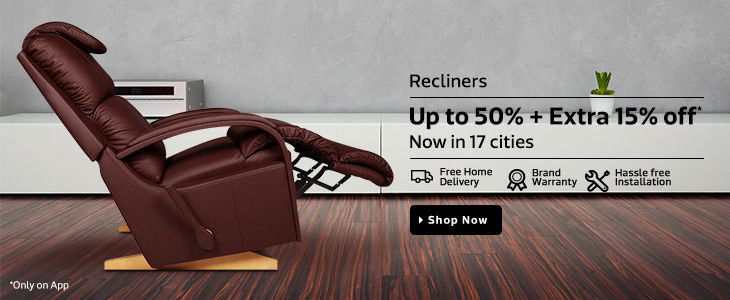 Recliners
Up to 50% + Extra 15% off*
Now in 17 cities
Free Home
Delivery
Brand
Warranty
Hassle free
Installation
Shop Now
*Only on App